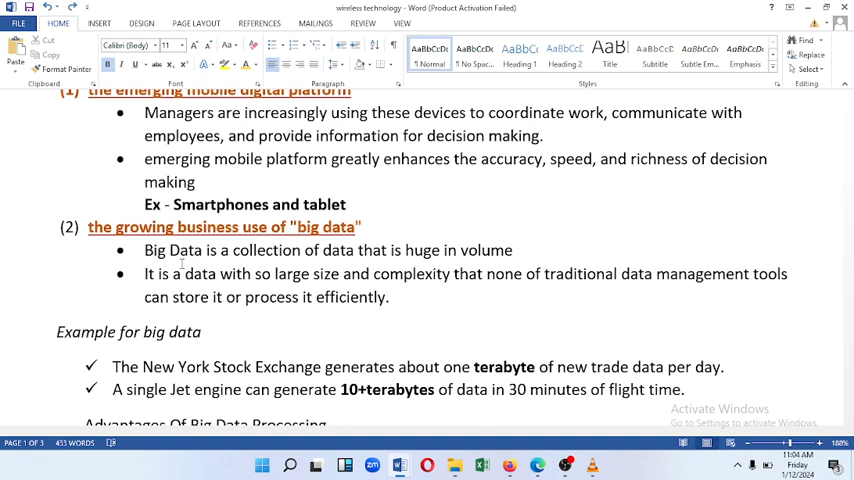 wireless technology - Word (Product Activation Failed)
FILE HOME INSERT DESIGN PAGE LAYOUT REFERENCES MAILINGS REVIEW VIEW
Cut
Copy
Format Painter
Paste
Calibri (Body) 11
Clipboard Font Paragraph Styles Editing
AaBbCcDc AaBbCcDc AaBbCc AaBbCcC AaBl AaBbCcC AaBbCcDc AaBbCcDc
¶ Normal ¶ No Spac... Heading 1 Heading 2 Title Subtitle Subtle Em... Emphasis
Find
Replace
Select
(1) the emerging mobile digital platform
• Managers are increasingly using these devices to coordinate work, communicate with
employees, and provide information for decision making.
• emerging mobile platform greatly enhances the accuracy, speed, and richness of decision
making
Ex - Smartphones and tablet
(2) the growing business use of "big data"
• Big Data is a collection of data that is huge in volume
• It is a data with so large size and complexity that none of traditional data management tools
can store it or process it efficiently.
Example for big data
✓ The New York Stock Exchange generates about one terabyte of new trade data per day.
✓ A single Jet engine can generate 10+terabytes of data in 30 minutes of flight time.
Advantages Of Big Data Processing
Activate Windows
Go to Settings to activate Windows.
PAGE 1 OF 3 433 WORDS 188%
11:04 AM
Friday
1/12/2024